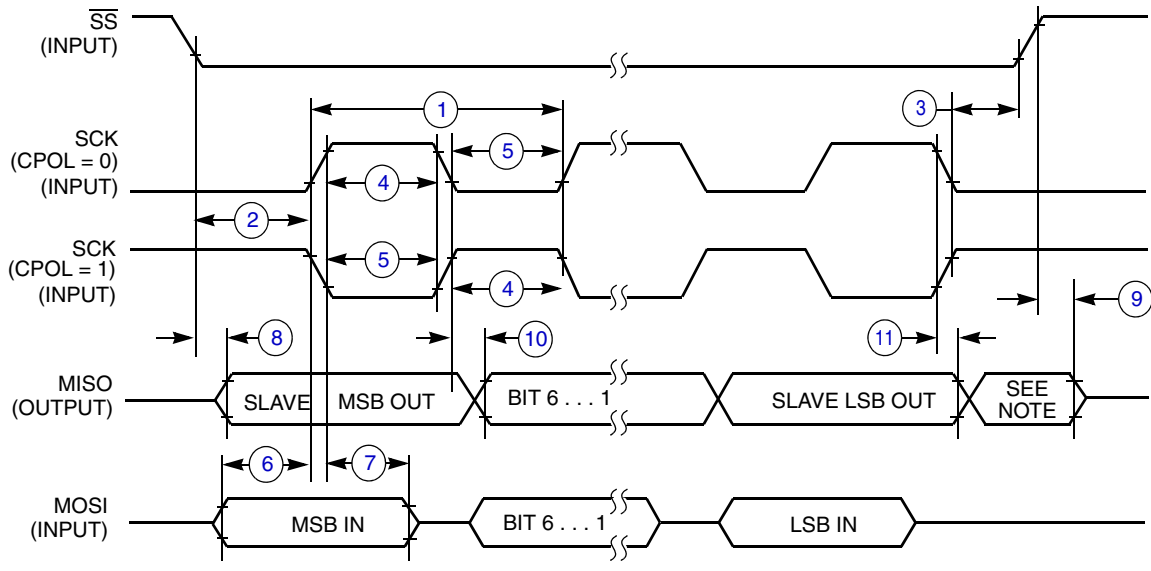 SS
(INPUT)
1
3
SCK
(CPOL = 0)
(INPUT)
5
4
2
SCK
(CPOL = 1)
(INPUT)
5
4
9
8
10
11
MISO
(OUTPUT)
SLAVE MSB OUT
BIT 6 . . . 1
SLAVE LSB OUT
SEE
NOTE
6
7
MOSI
(INPUT)
MSB IN
BIT 6 . . . 1
LSB IN